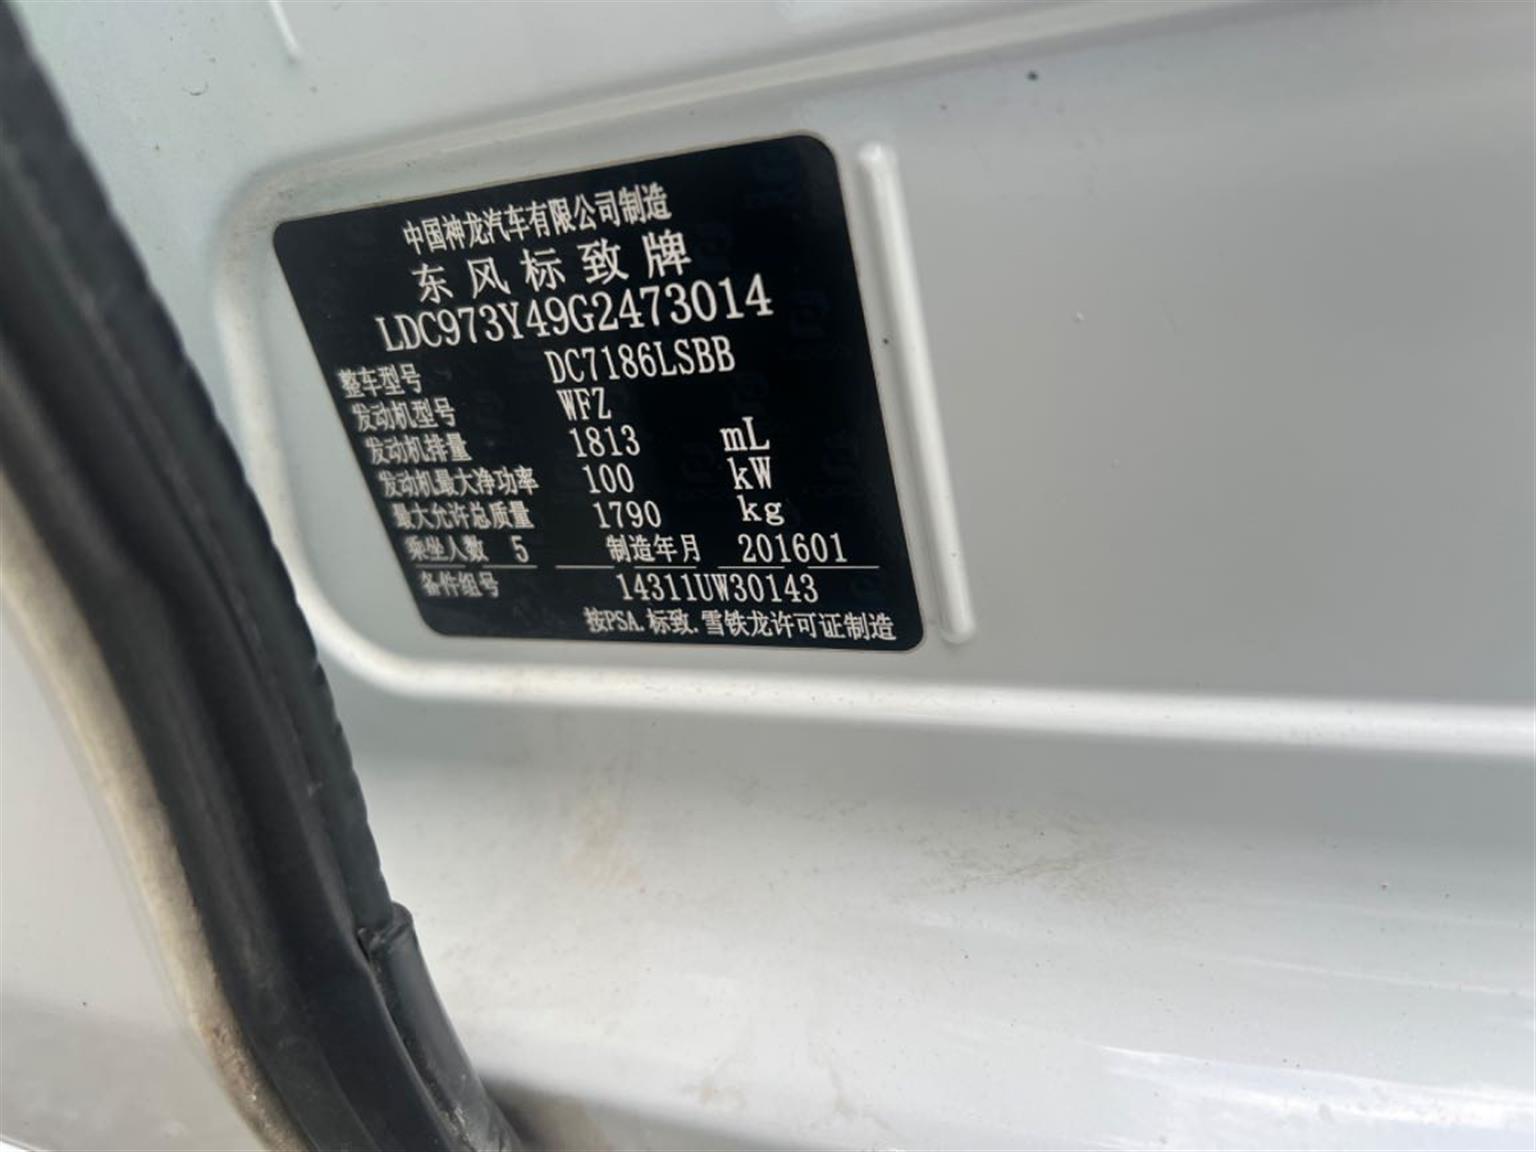 中国神龙汽车有限公司制造
东风标致牌
LDC973Y49G2473014
整车型号 DC7186LSBB
发动机型号 WFZ
发动机排量 1813 mL
发动机最大净功率 100 kW
最大允许总质量 1790 kg
乘坐人数 5 制造年月 201601
备件组号 14311UW30143
按PSA.标致.雪铁龙许可证制造